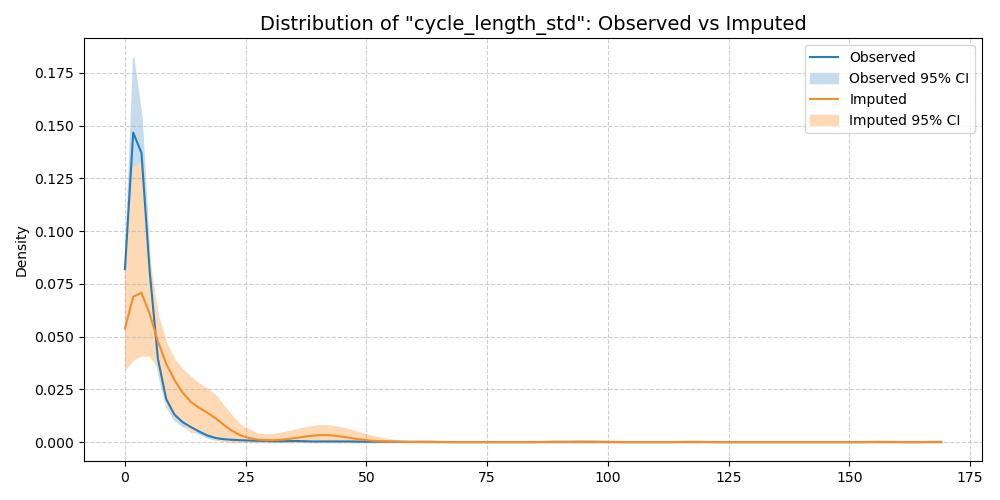 Distribution of "cycle_length_std": Observed vs Imputed
Observed
Observed 95% CI
Imputed
Imputed 95% CI
Density
0.175
0.150
0.125
0.100
0.075
0.050
0.025
0.000
0 25 50 75 100 125 150 175